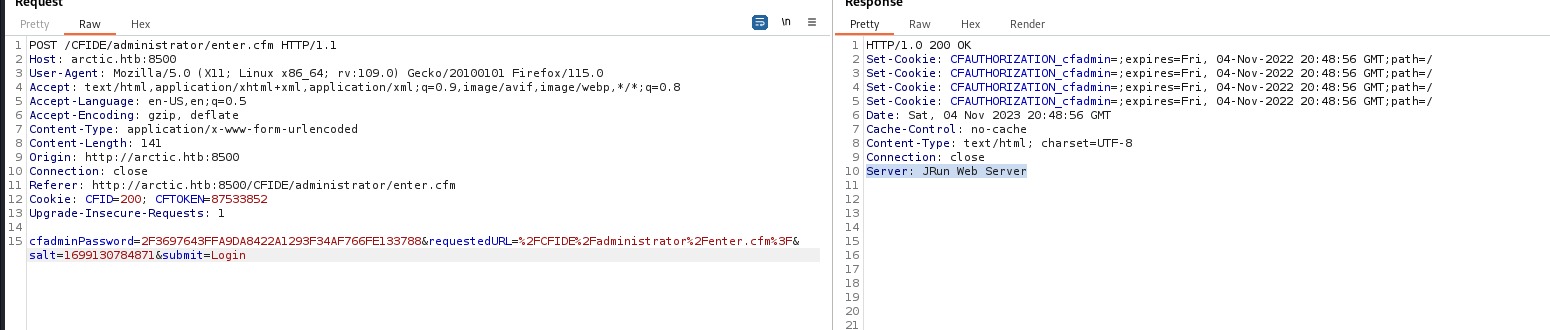 Request
Pretty Raw Hex \n
1 POST /CFIDE/administrator/enter.cfm HTTP/1.1
2 Host: arctic.htb:8500
3 User-Agent: Mozilla/5.0 (X11; Linux x86_64; rv:109.0) Gecko/20100101 Firefox/115.0
4 Accept: text/html,application/xhtml+xml,application/xml;q=0.9,image/avif,image/webp,*/*;q=0.8
5 Accept-Language: en-US,en;q=0.5
6 Accept-Encoding: gzip, deflate
7 Content-Type: application/x-www-form-urlencoded
8 Content-Length: 141
9 Origin: http://arctic.htb:8500
10 Connection: close
11 Referer: http://arctic.htb:8500/CFIDE/administrator/enter.cfm
12 Cookie: CFID=200; CFTOKEN=87533852
13 Upgrade-Insecure-Requests: 1
14
15 cfadminPassword=2F3697643FFA9DA8422A1293F34AF766FE133788&requestedURL=%2FCFIDE%2Fadministrator%2Fenter.cfm%3F&
salt=1699130784871&submit=Login
Response
Pretty Raw Hex Render
1 HTTP/1.0 200 OK
2 Set-Cookie: CFAUTHORIZATION_cfadmin=;expires=Fri, 04-Nov-2022 20:48:56 GMT;path=/
3 Set-Cookie: CFAUTHORIZATION_cfadmin=;expires=Fri, 04-Nov-2022 20:48:56 GMT;path=/
4 Set-Cookie: CFAUTHORIZATION_cfadmin=;expires=Fri, 04-Nov-2022 20:48:56 GMT;path=/
5 Set-Cookie: CFAUTHORIZATION_cfadmin=;expires=Fri, 04-Nov-2022 20:48:56 GMT;path=/
6 Date: Sat, 04 Nov 2023 20:48:56 GMT
7 Cache-Control: no-cache
8 Content-Type: text/html; charset=UTF-8
9 Connection: close
10 Server: JRun Web Server
11
12
13
14
15
16
17
18
19
20
21